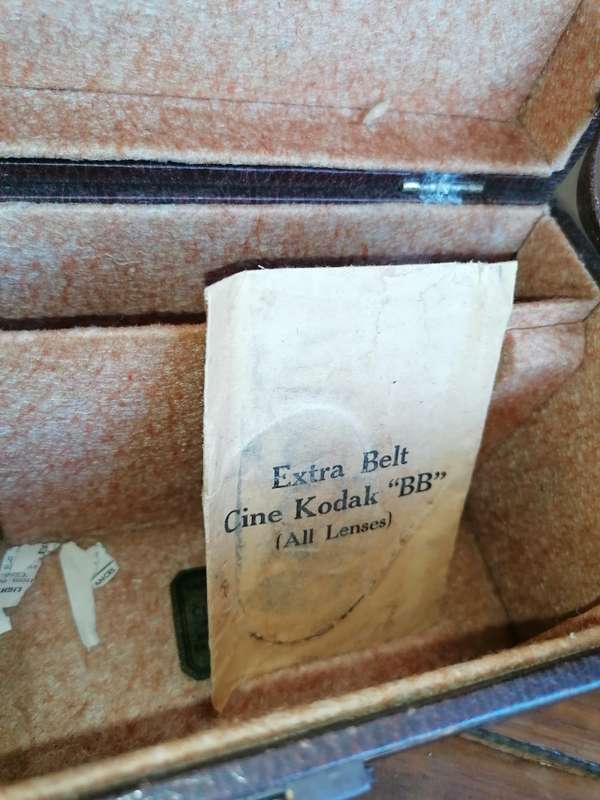 Extra Belt
Cine Kodak "BB"
(All Lenses)